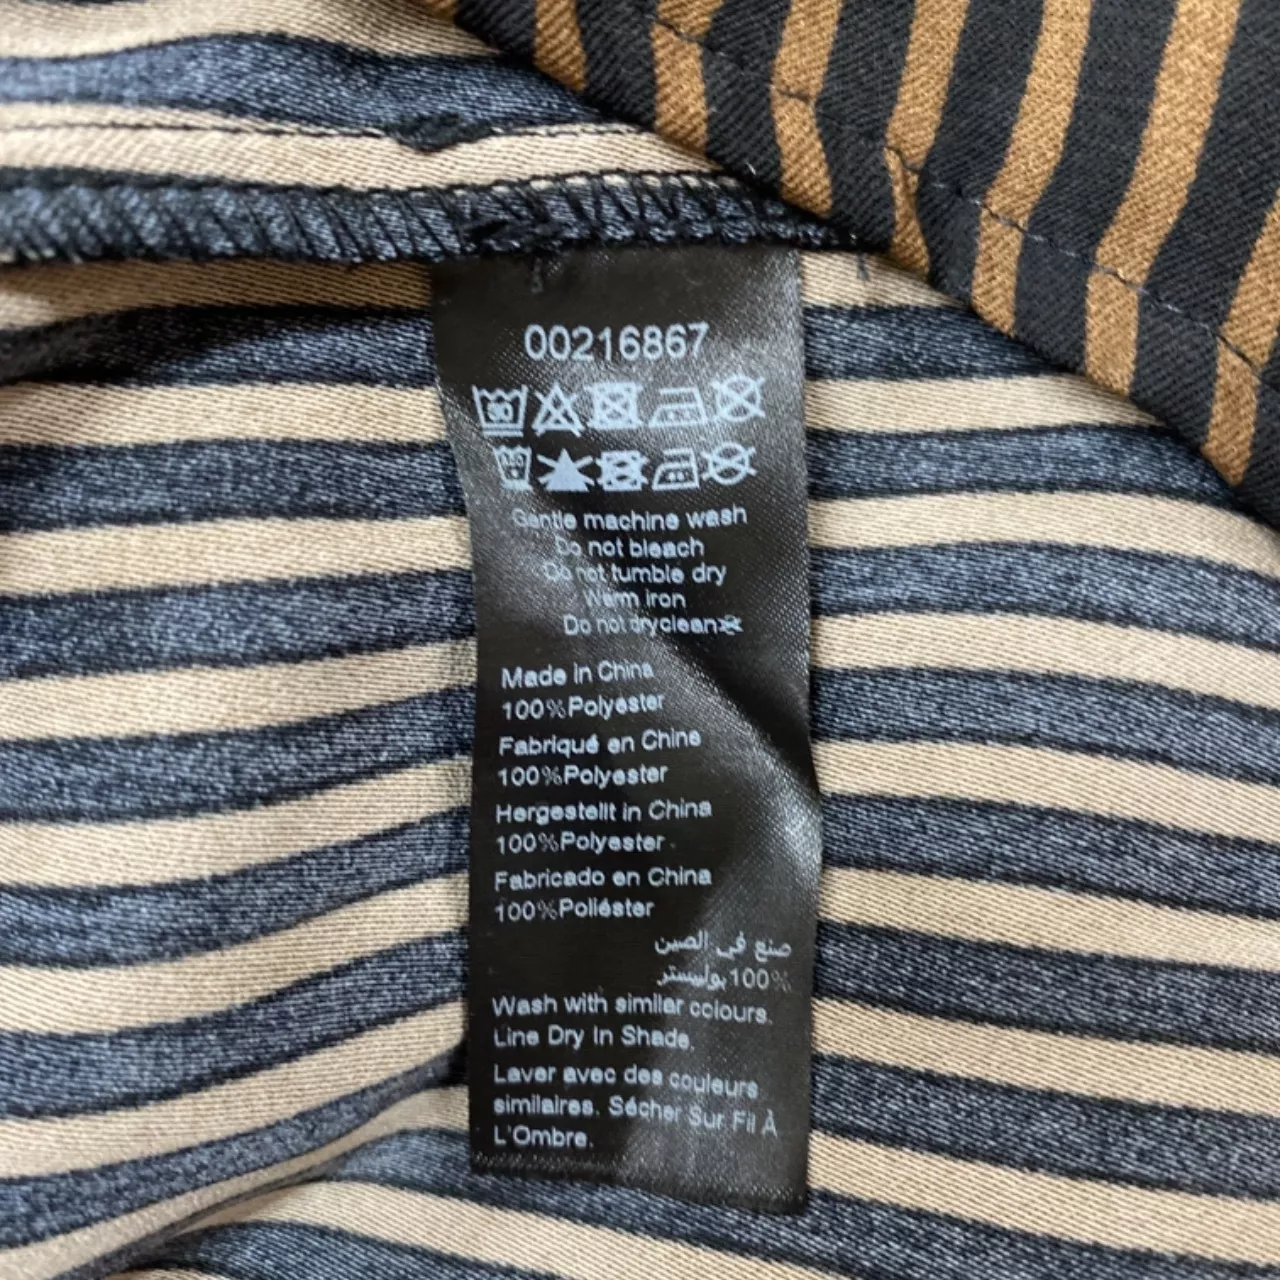 00216867
Gentle machine wash
Do not bleach
Do not tumble dry
Warm iron
Do not dryclean
Made in China
100%Polyester
Fabriqué en Chine
100%Polyester
Hergestellt in China
100%Polyester
Fabricado en China
100%Poliéster
صنع في الصين
100%بوليستر
Wash with similar colours.
Line Dry In Shade.
Laver avec des couleurs
similaires. Sécher Sur Fil À
L'Ombre.